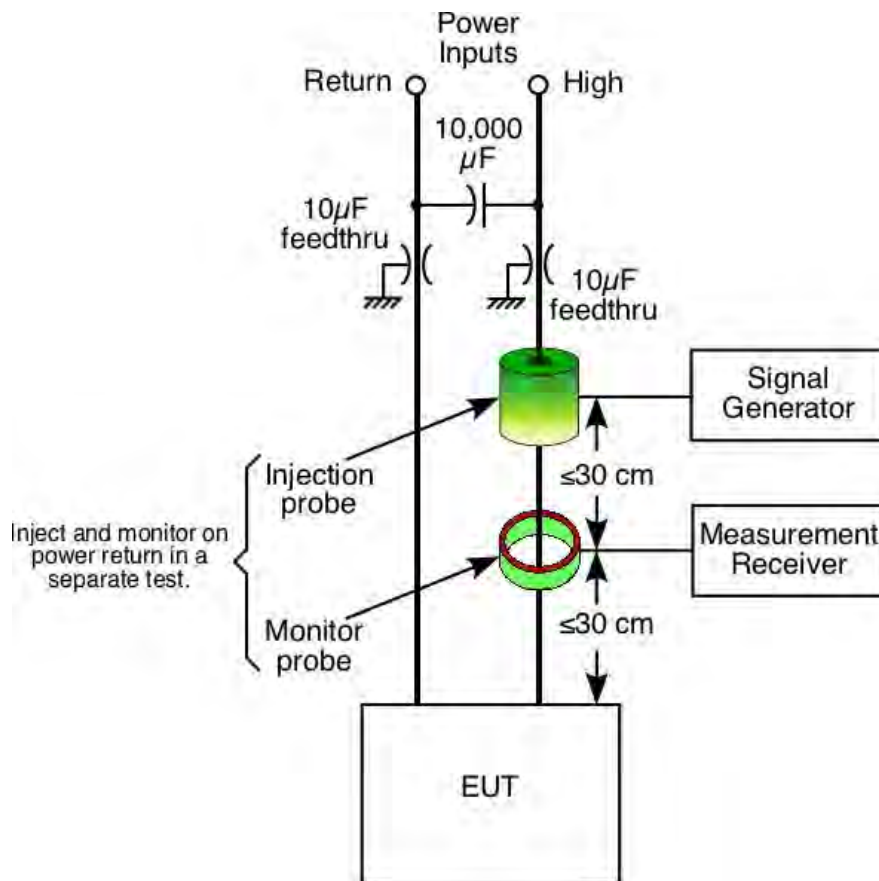 Power
Inputs
Return
High
10,000
µF
10µF
feedthru
10µF
feedthru
Signal
Generator
≤30 cm
Injection
probe
Inject and monitor on
power return in a
separate test.
Measurement
Receiver
≤30 cm
Monitor
probe
EUT